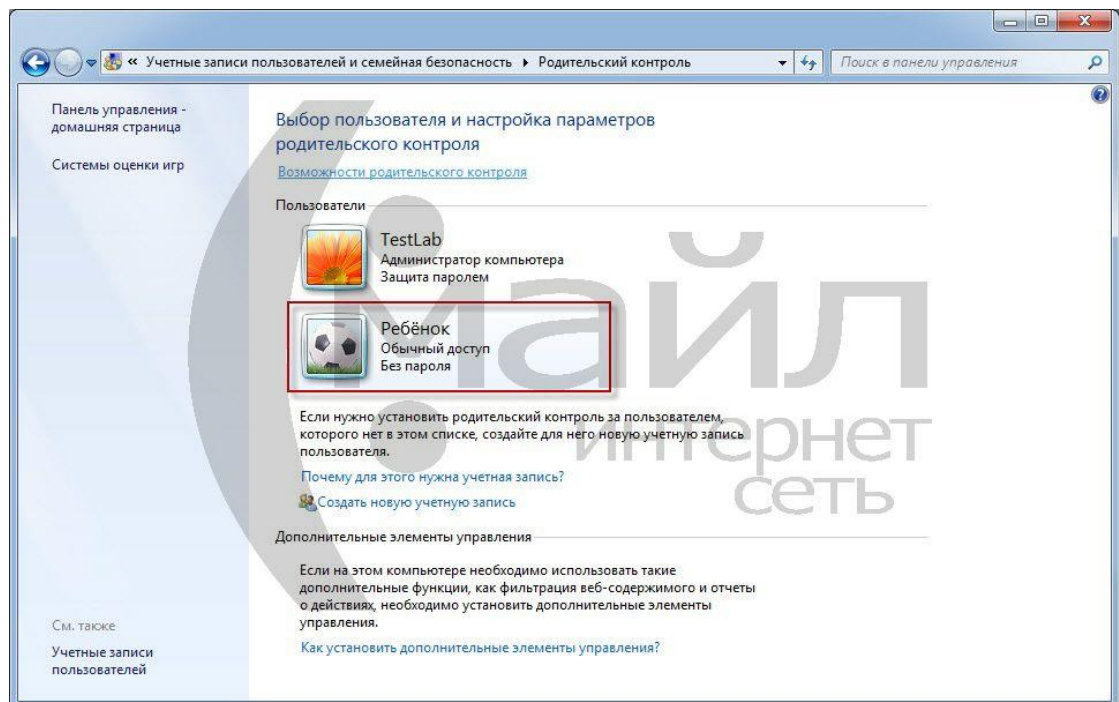 « Учетные записи пользователей и семейная безопасность ▸ Родительский контроль
Поиск в панели управления
Панель управления -
домашняя страница
Системы оценки игр
Выбор пользователя и настройка параметров
родительского контроля
Возможности родительского контроля
Пользователи
TestLab
Администратор компьютера
Защита паролем
Ребёнок
Обычный доступ
Без пароля
Если нужно установить родительский контроль за пользователем,
которого нет в этом списке, создайте для него новую учетную запись
пользователя.
Почему для этого нужна учетная запись?
Создать новую учетную запись
Дополнительные элементы управления
Если на этом компьютере необходимо использовать такие
дополнительные функции, как фильтрация веб-содержимого и отчеты
о действиях, необходимо установить дополнительные элементы
управления.
Как установить дополнительные элементы управления?
См. также
Учетные записи
пользователей
майл
интернет
сеть